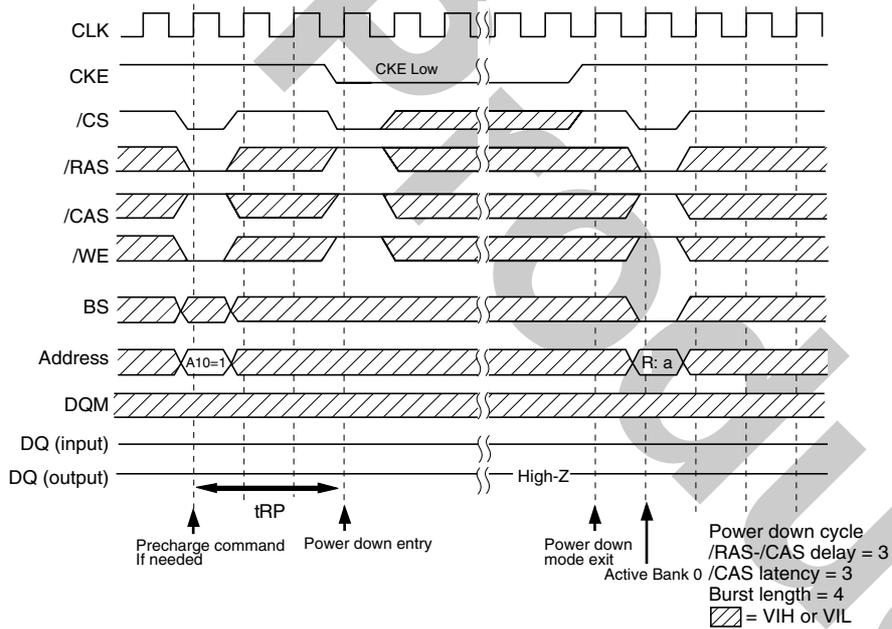 CLK
CKE
CKE Low
/CS
/RAS
/CAS
/WE
BS
Address
A10=1
R: a
DQM
DQ (input)
DQ (output)
High-Z
tRP
Precharge command
If needed
Power down entry
Power down
mode exit
Active Bank 0
Power down cycle
/RAS-/CAS delay = 3
/CAS latency = 3
Burst length = 4
= VIH or VIL